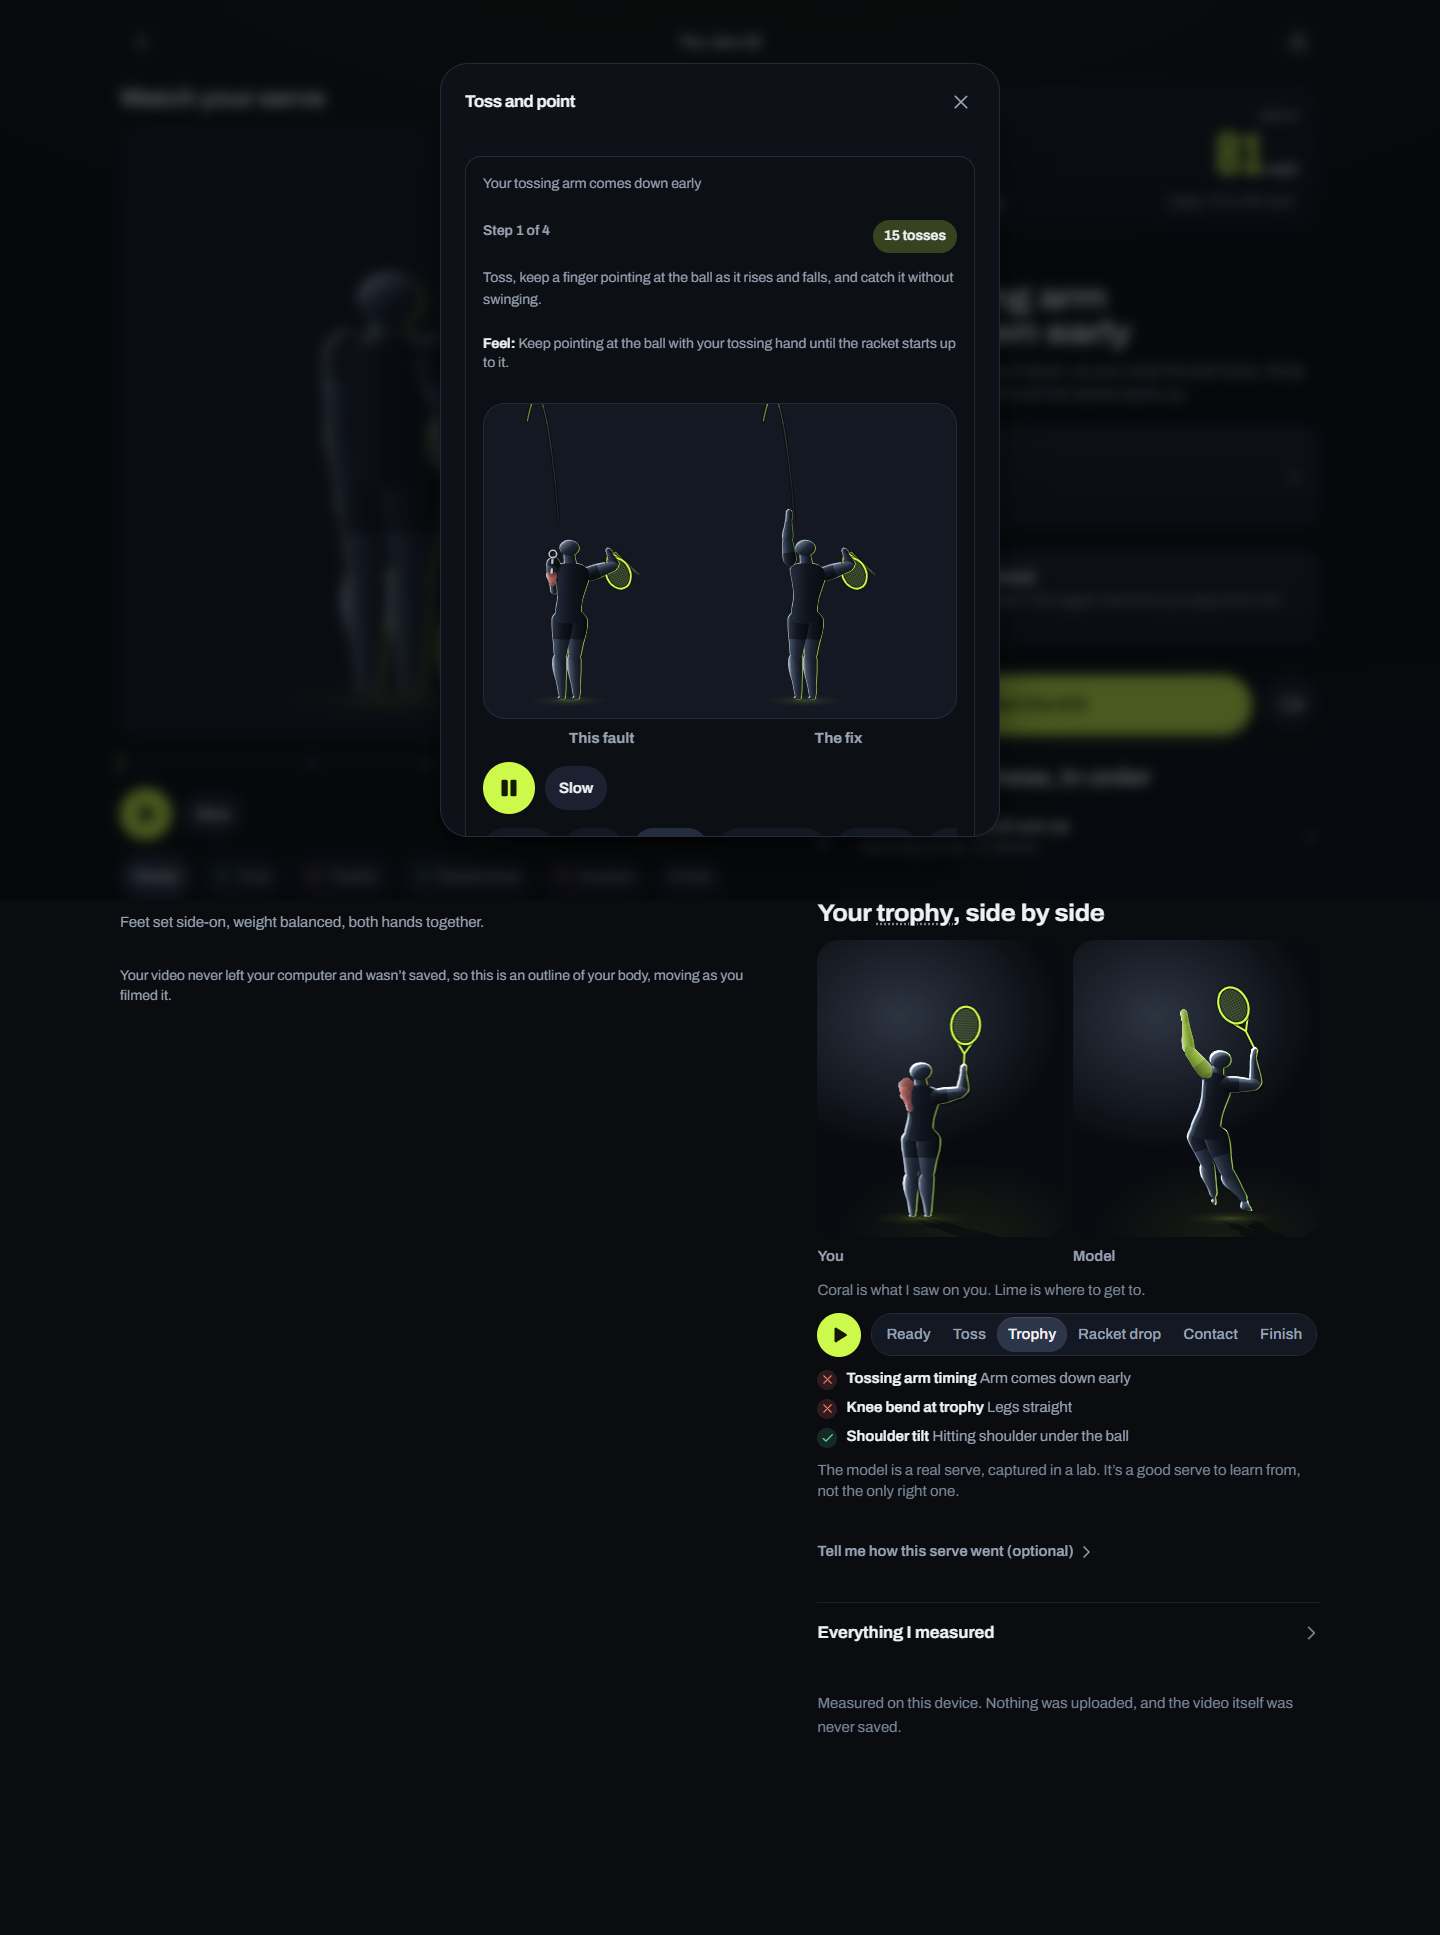 Watch your serve
81
Toss and point
Your tossing arm comes down early
Step 1 of 4
15 tosses
Toss, keep a finger pointing at the ball as it rises and falls, and catch it without
swinging.
Feel: Keep pointing at the ball with your tossing hand until the racket starts up
to it.
This fault
The fix
Slow
Feet set side-on, weight balanced, both hands together.
Your video never left your computer and wasn’t saved, so this is an outline of your body, moving as you
filmed it.
Your trophy, side by side
You
Model
Coral is what I saw on you. Lime is where to get to.
Ready
Toss
Trophy
Racket drop
Contact
Finish
Tossing arm timing Arm comes down early
Knee bend at trophy Legs straight
Shoulder tilt Hitting shoulder under the ball
The model is a real serve, captured in a lab. It’s a good serve to learn from,
not the only right one.
Tell me how this serve went (optional)
Everything I measured
Measured on this device. Nothing was uploaded, and the video itself was
never saved.